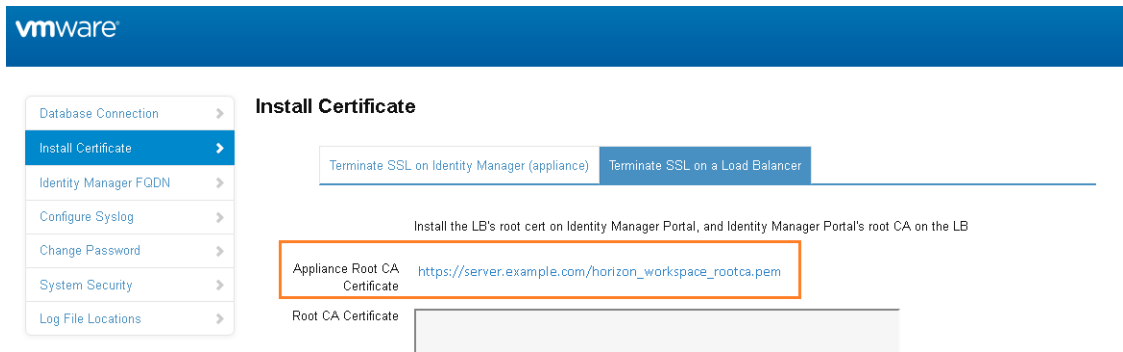 vmware
Database Connection
Install Certificate
Identity Manager FQDN
Configure Syslog
Change Password
System Security
Log File Locations
Install Certificate
Terminate SSL on Identity Manager (appliance)
Terminate SSL on a Load Balancer
Install the LB's root cert on Identity Manager Portal, and Identity Manager Portal's root CA on the LB
Appliance Root CA
Certificate
https://server.example.com/horizon_workspace_rootca.pem
Root CA Certificate